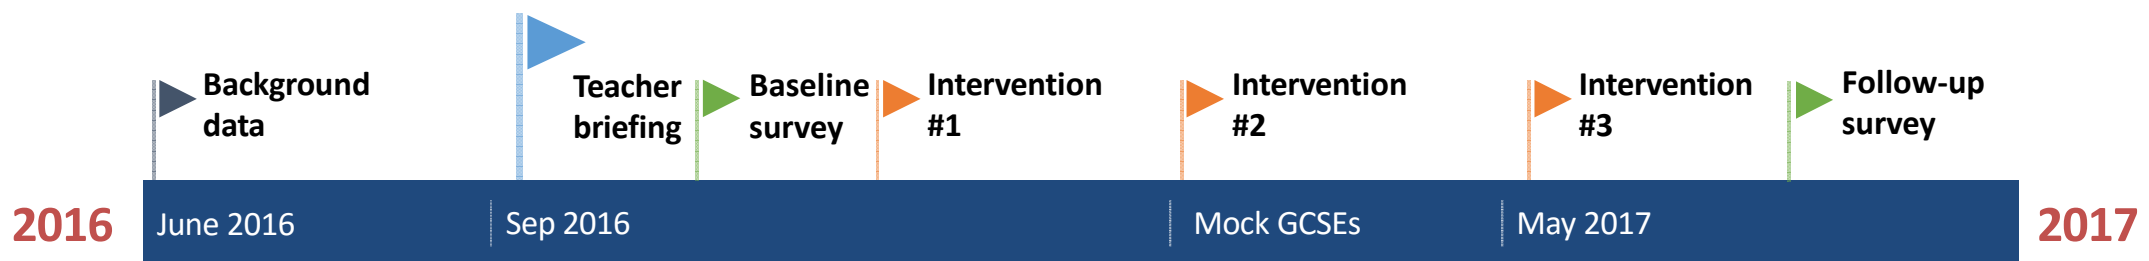 Background
data
Teacher
briefing
Baseline
survey
Intervention
#1
Intervention
#2
Intervention
#3
Follow-up
survey
2016
June 2016
Sep 2016
Mock GCSEs
May 2017
2017